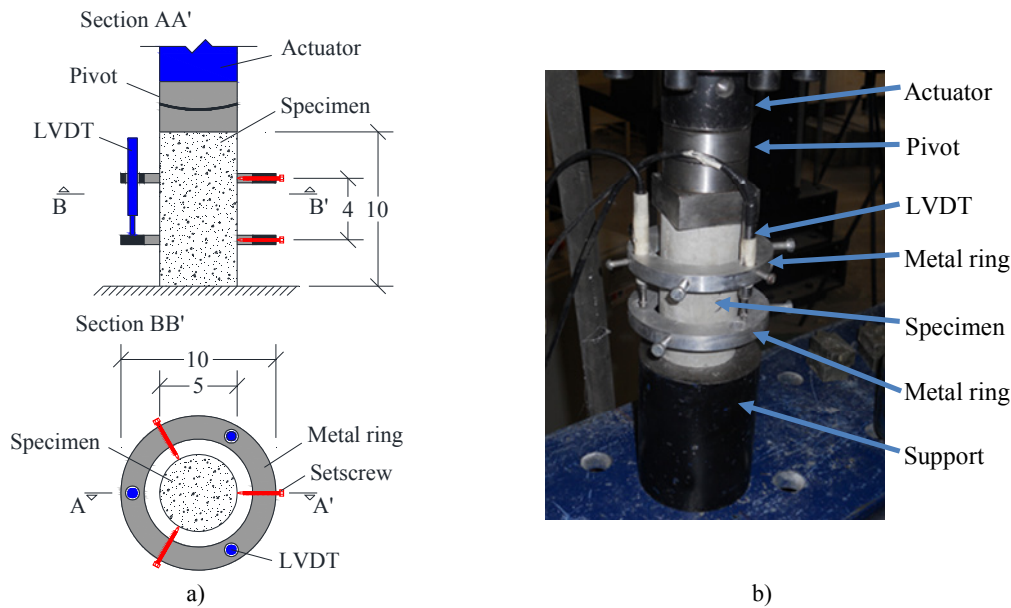 Section AA'
Actuator
Pivot
Specimen
LVDT
B
B'
4
10
Section BB'
10
5
Specimen
Metal ring
Setscrew
A
A'
LVDT
a)
Actuator
Pivot
LVDT
Metal ring
Specimen
Metal ring
Support
b)